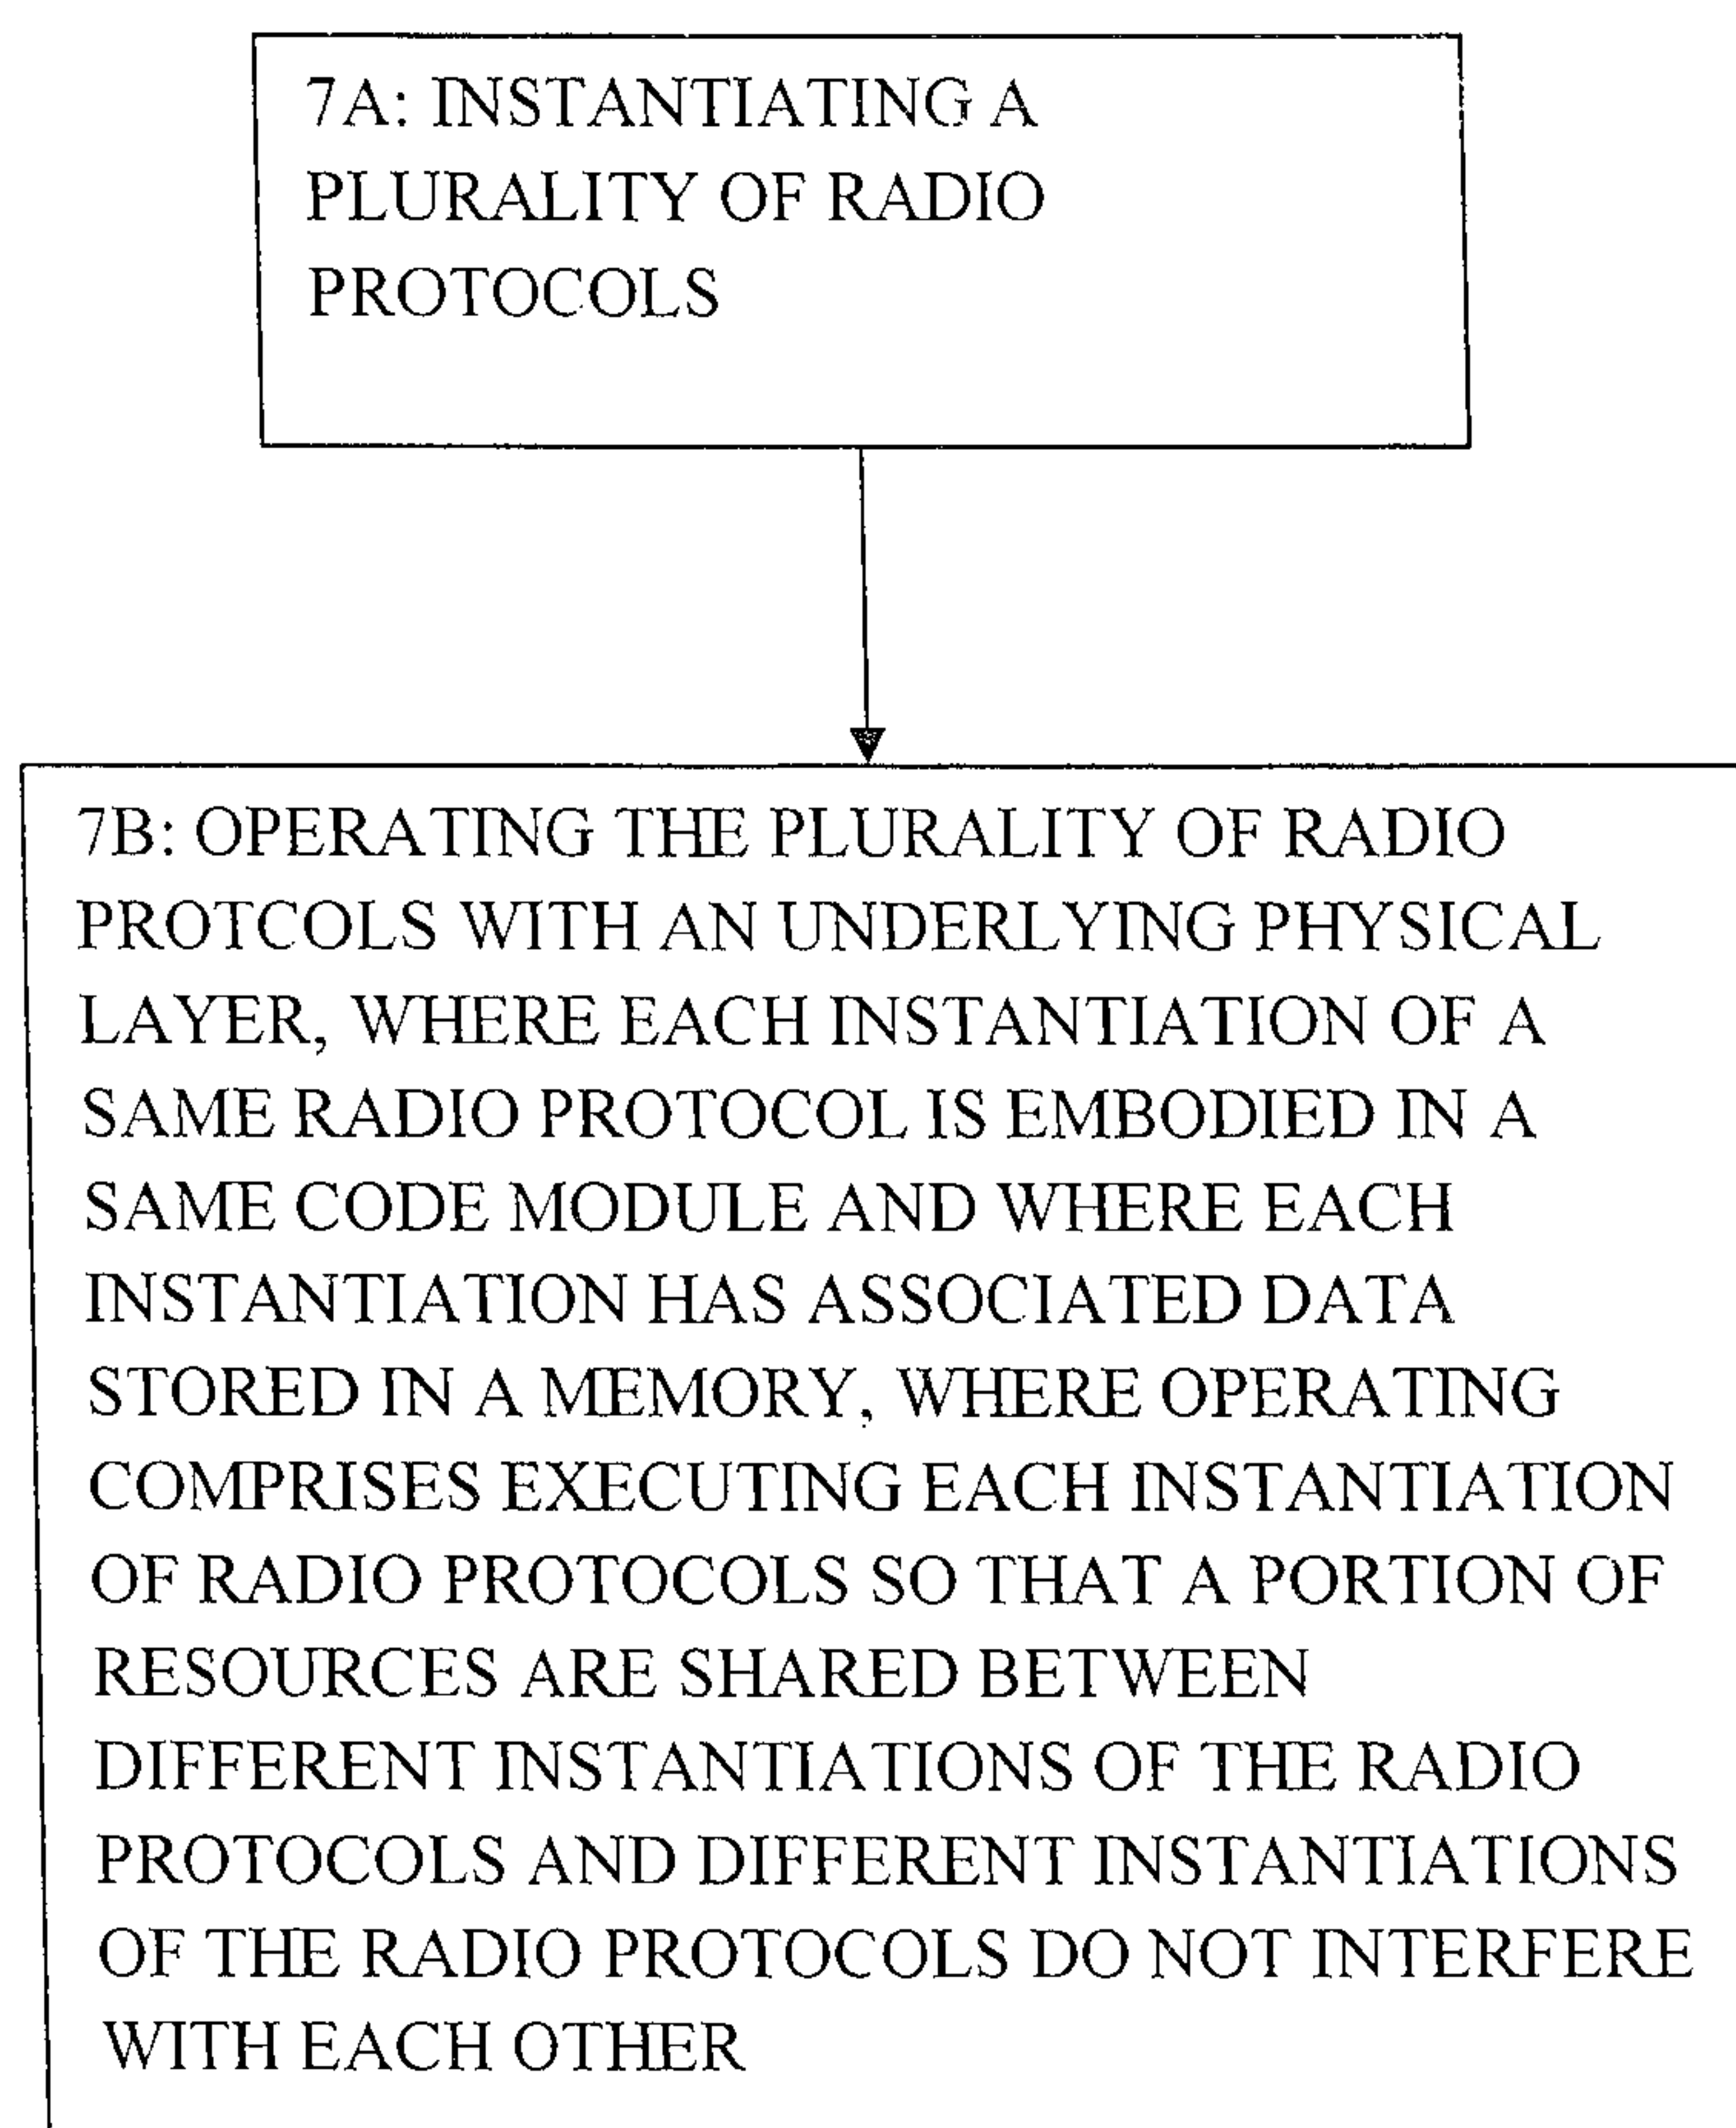 7A: INSTANTIATING A
PLURALITY OF RADIO
PROTOCOLS
7B: OPERATING THE PLURALITY OF RADIO
PROTCOLS WITH AN UNDERLYING PHYSICAL
LAYER, WHERE EACH INSTANTIATION OF A
SAME RADIO PROTOCOL IS EMBODIED IN A
SAME CODE MODULE AND WHERE EACH
INSTANTIATION HAS ASSOCIATED DATA
STORED IN A MEMORY, WHERE OPERATING
COMPRISES EXECUTING EACH INSTANTIATION
OF RADIO PROTOCOLS SO THAT A PORTION OF
RESOURCES ARE SHARED BETWEEN
DIFFERENT INSTANTIATIONS OF THE RADIO
PROTOCOLS AND DIFFERENT INSTANTIATIONS
OF THE RADIO PROTOCOLS DO NOT INTERFERE
WITH EACH OTHER